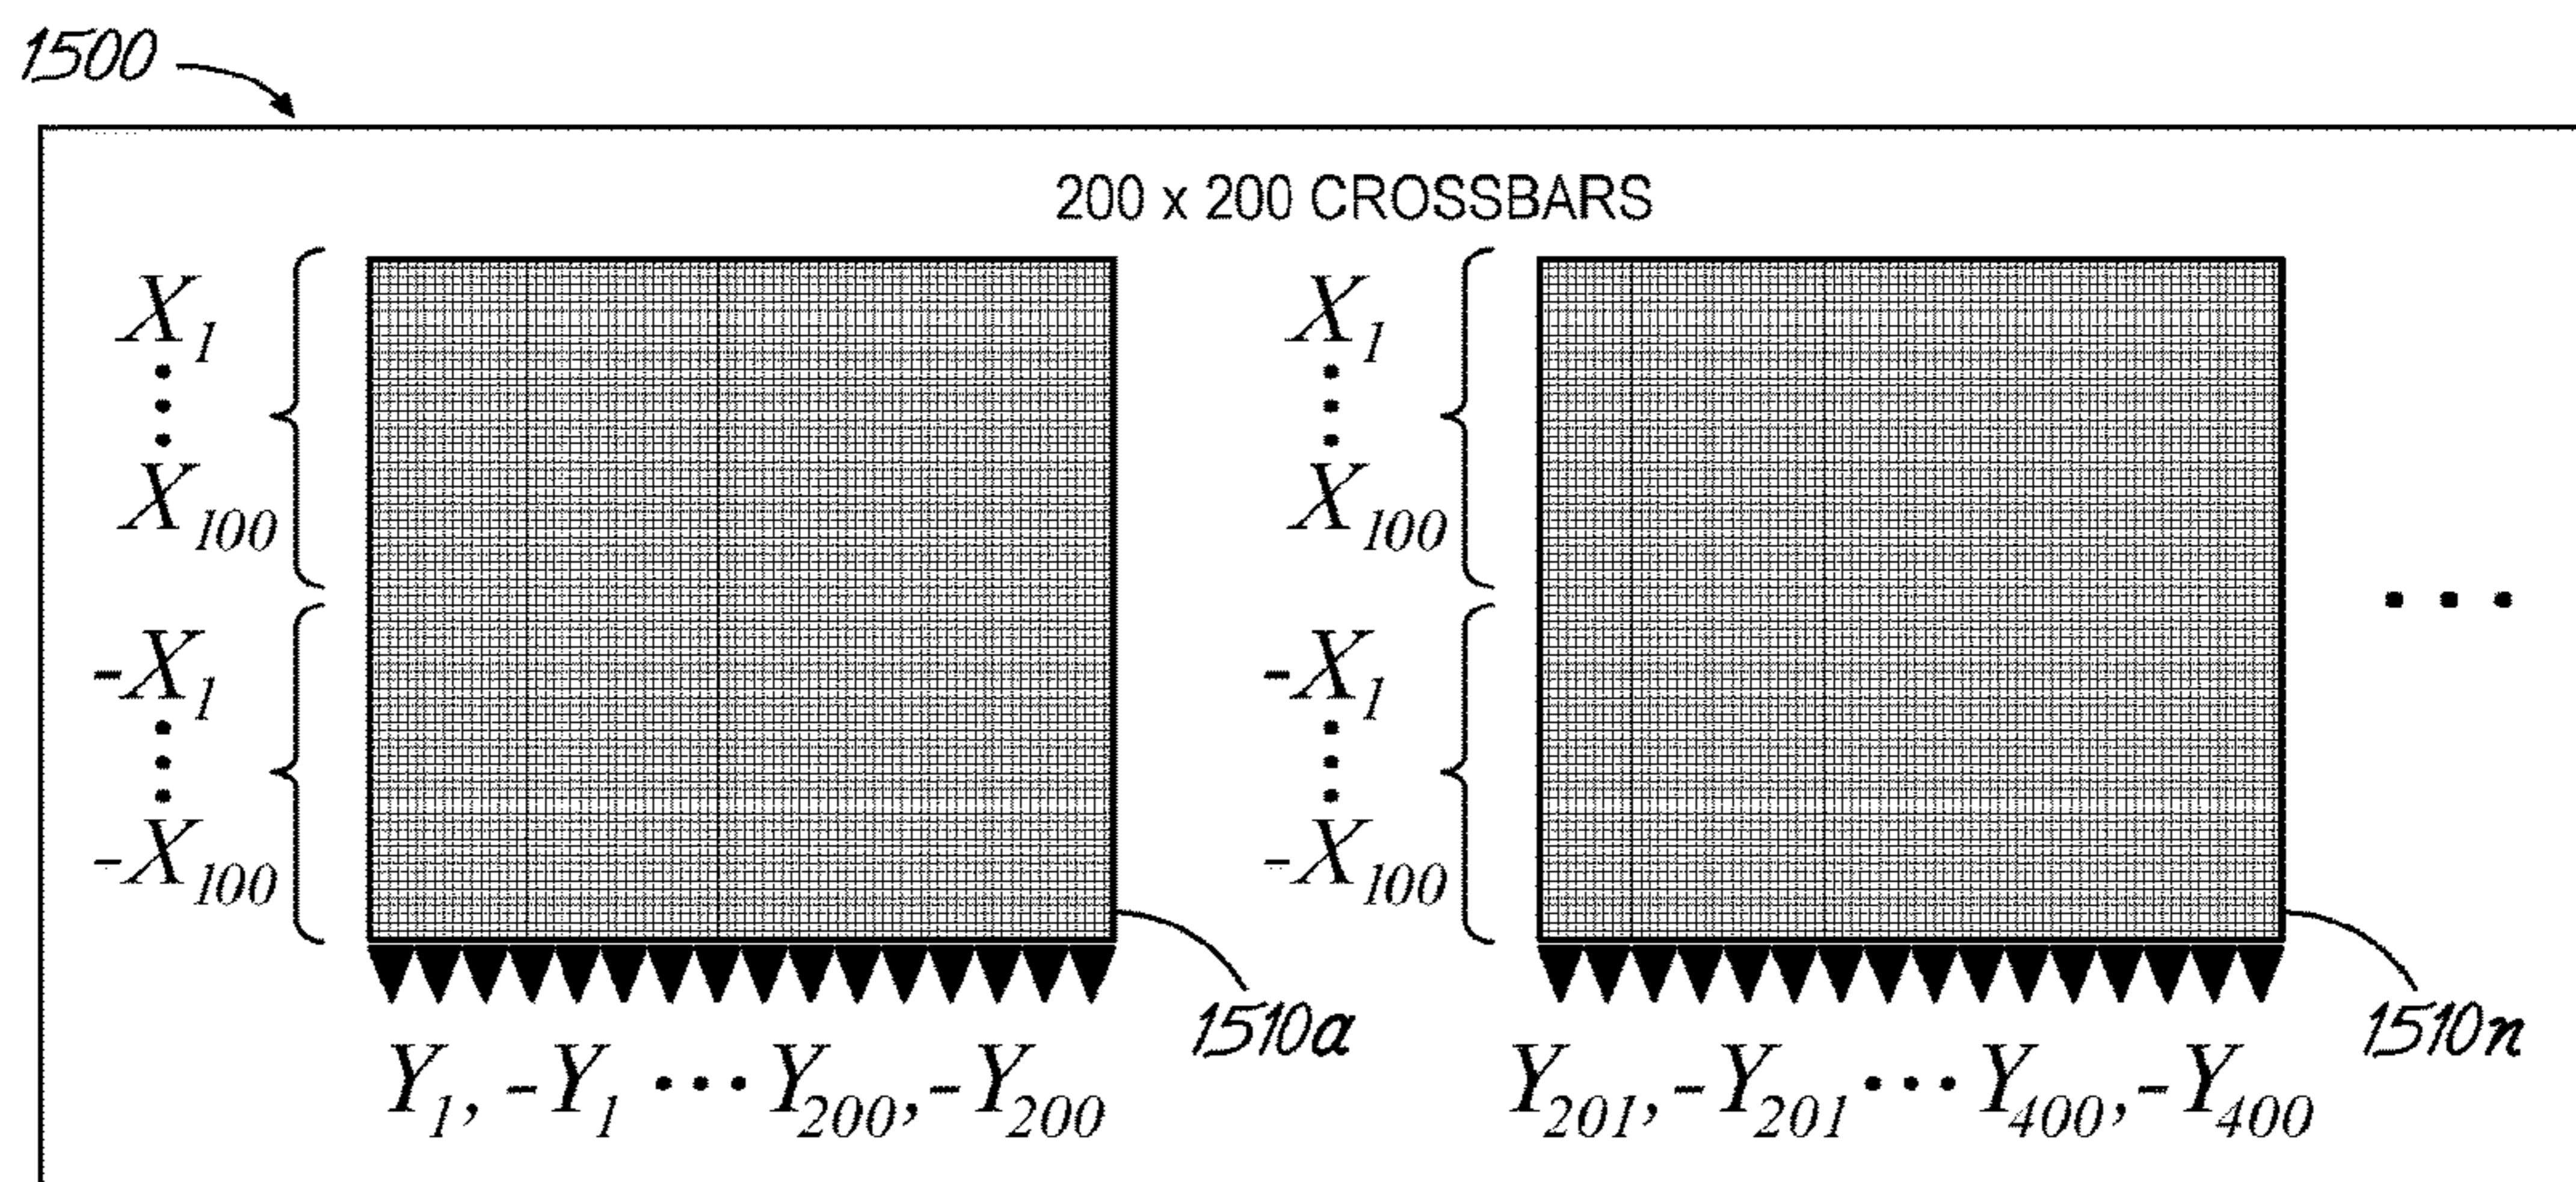 1500
200 x 200 CROSSBARS
X1
X100
-X1
-X100
X1
X100
-X1
-X100
1510a
1510n
Y1, -Y1 ••• Y200, -Y200
Y201, -Y201 ••• Y400, -Y400